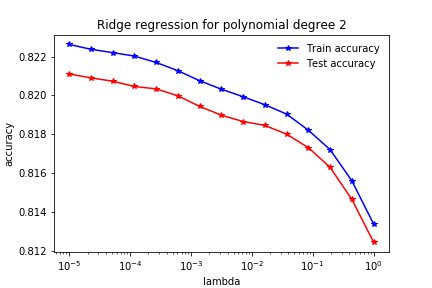 Ridge regression for polynomial degree 2
Train accuracy
Test accuracy
accuracy
0.822
0.820
0.818
0.816
0.814
0.812
10⁻⁵ 10⁻⁴ 10⁻³ 10⁻² 10⁻¹ 10⁰
lambda